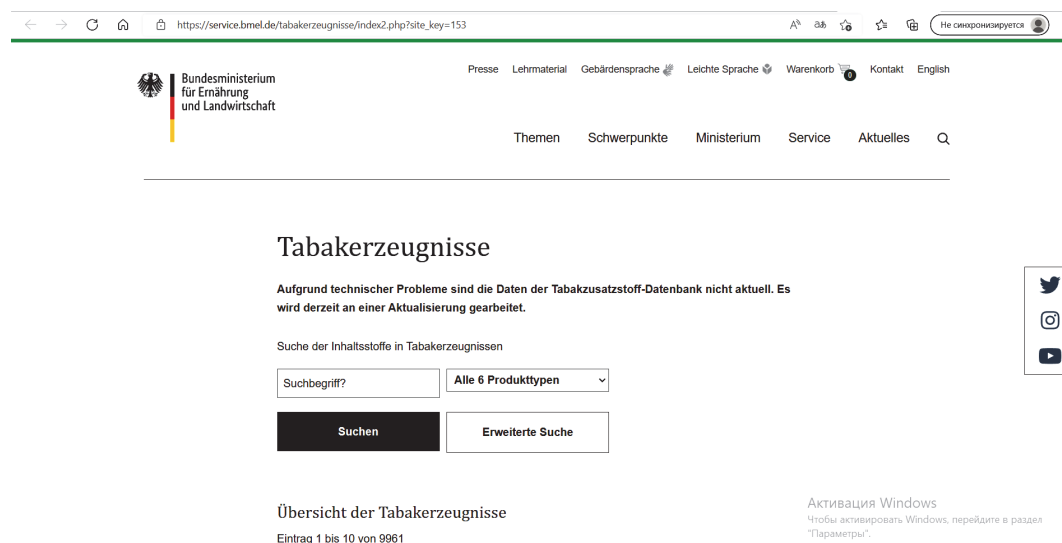 https://service.bmel.de/tabakerzeugnisse/index2.php?site_key=153
Не синхронизируется
Presse Lehrmaterial Gebärdensprache Leichte Sprache Warenkorb 0 Kontakt English
Bundesministerium
für Ernährung
und Landwirtschaft
Themen Schwerpunkte Ministerium Service Aktuelles
Tabakerzeugnisse
Aufgrund technischer Probleme sind die Daten der Tabakzusatzstoff-Datenbank nicht aktuell. Es
wird derzeit an einer Aktualisierung gearbeitet.
Suche der Inhaltsstoffe in Tabakerzeugnissen
Suchbegriff? Alle 6 Produkttypen
Suchen Erweiterte Suche
Übersicht der Tabakerzeugnisse
Eintrag 1 bis 10 von 9961
Активация Windows
Чтобы активировать Windows, перейдите в раздел
"Параметры".